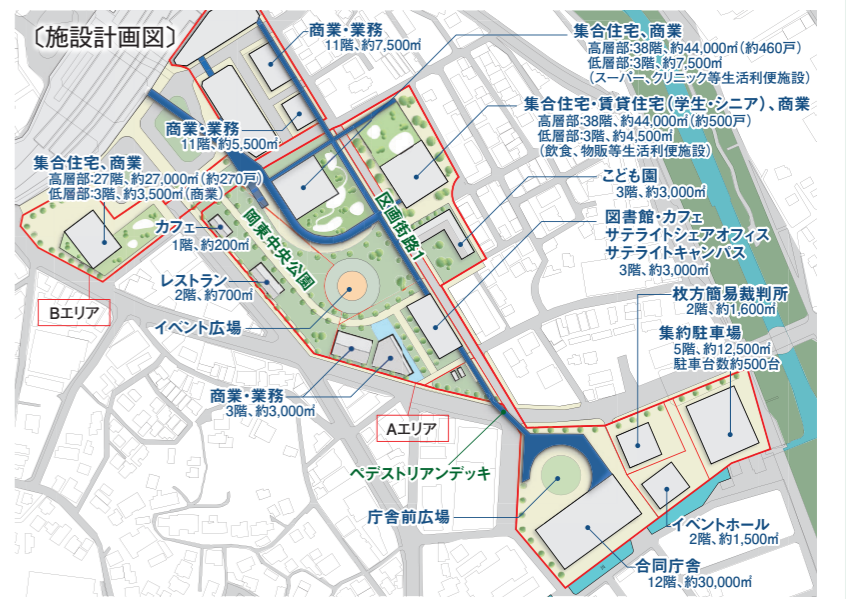 〔施設計画図〕
商業・業務
11階、約7,500㎡
集合住宅、商業
高層部：38階、約44,000㎡（約460戸）
低層部：3階、約7,500㎡
（スーパー、クリニック等生活利便施設）
集合住宅・賃貸住宅（学生・シニア）、商業
高層部：38階、約44,000㎡（約500戸）
低層部：3階、約4,500㎡
（飲食、物販等生活利便施設）
商業・業務
11階、約5,500㎡
集合住宅、商業
高層部：27階、約27,000㎡（約270戸）
低層部：3階、約3,500㎡（商業）
こども園
3階、約3,000㎡
カフェ
1階、約200㎡
岡東中央公園
区画街路1
図書館・カフェ
サテライトシェアオフィス
サテライトキャンパス
3階、約3,000㎡
レストラン
2階、約700㎡
Bエリア
イベント広場
枚方簡易裁判所
2階、約1,600㎡
集約駐車場
5階、約12,500㎡
駐車台数約500台
商業・業務
3階、約3,000㎡
Aエリア
ペデストリアンデッキ
庁舎前広場
イベントホール
2階、約1,500㎡
合同庁舎
12階、約30,000㎡